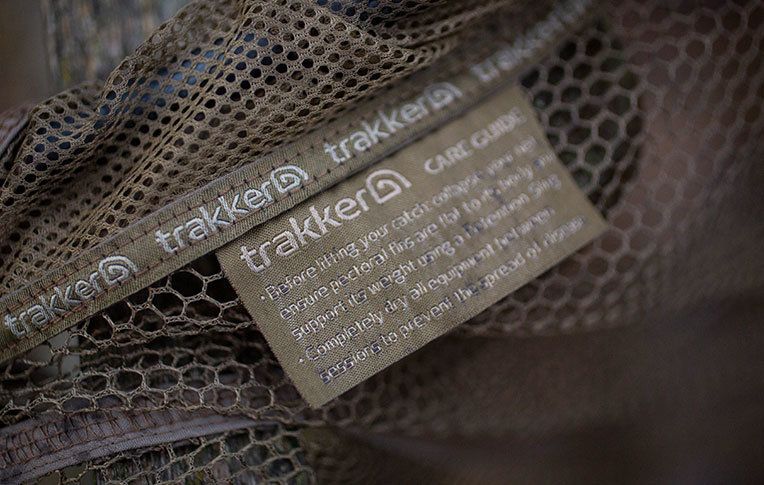 trakker trakker trakker trakker
trakker CARE GUIDE
• Before lifting your catch: collapse your net,
ensure pectoral fins are flat to its body and
support its weight using a Retention Sling
• Completely dry all equipment between
sessions to prevent the spread of disease